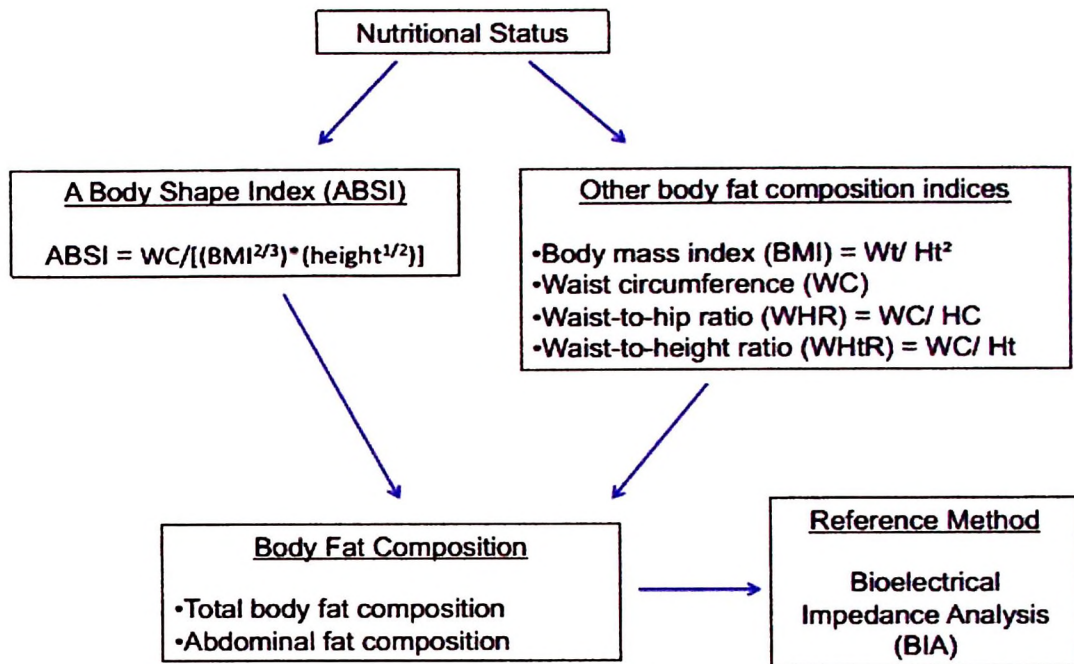 Nutritional Status
A Body Shape Index (ABSI)
ABSI = WC/[(BMI²/³)*(height¹/²)]
Other body fat composition indices
•Body mass index (BMI) = Wt/ Ht²
•Waist circumference (WC)
•Waist-to-hip ratio (WHR) = WC/ HC
•Waist-to-height ratio (WHtR) = WC/ Ht
Body Fat Composition
•Total body fat composition
•Abdominal fat composition
Reference Method
Bioelectrical
Impedance Analysis
(BIA)